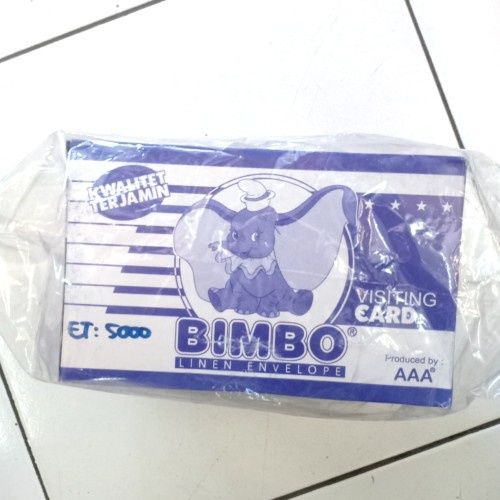 KWALITET
TERJAMIN
VISITING
CARD
ET: 5000
BIMBO®
LINEN ENVELOPE
Produced by :
AAA®